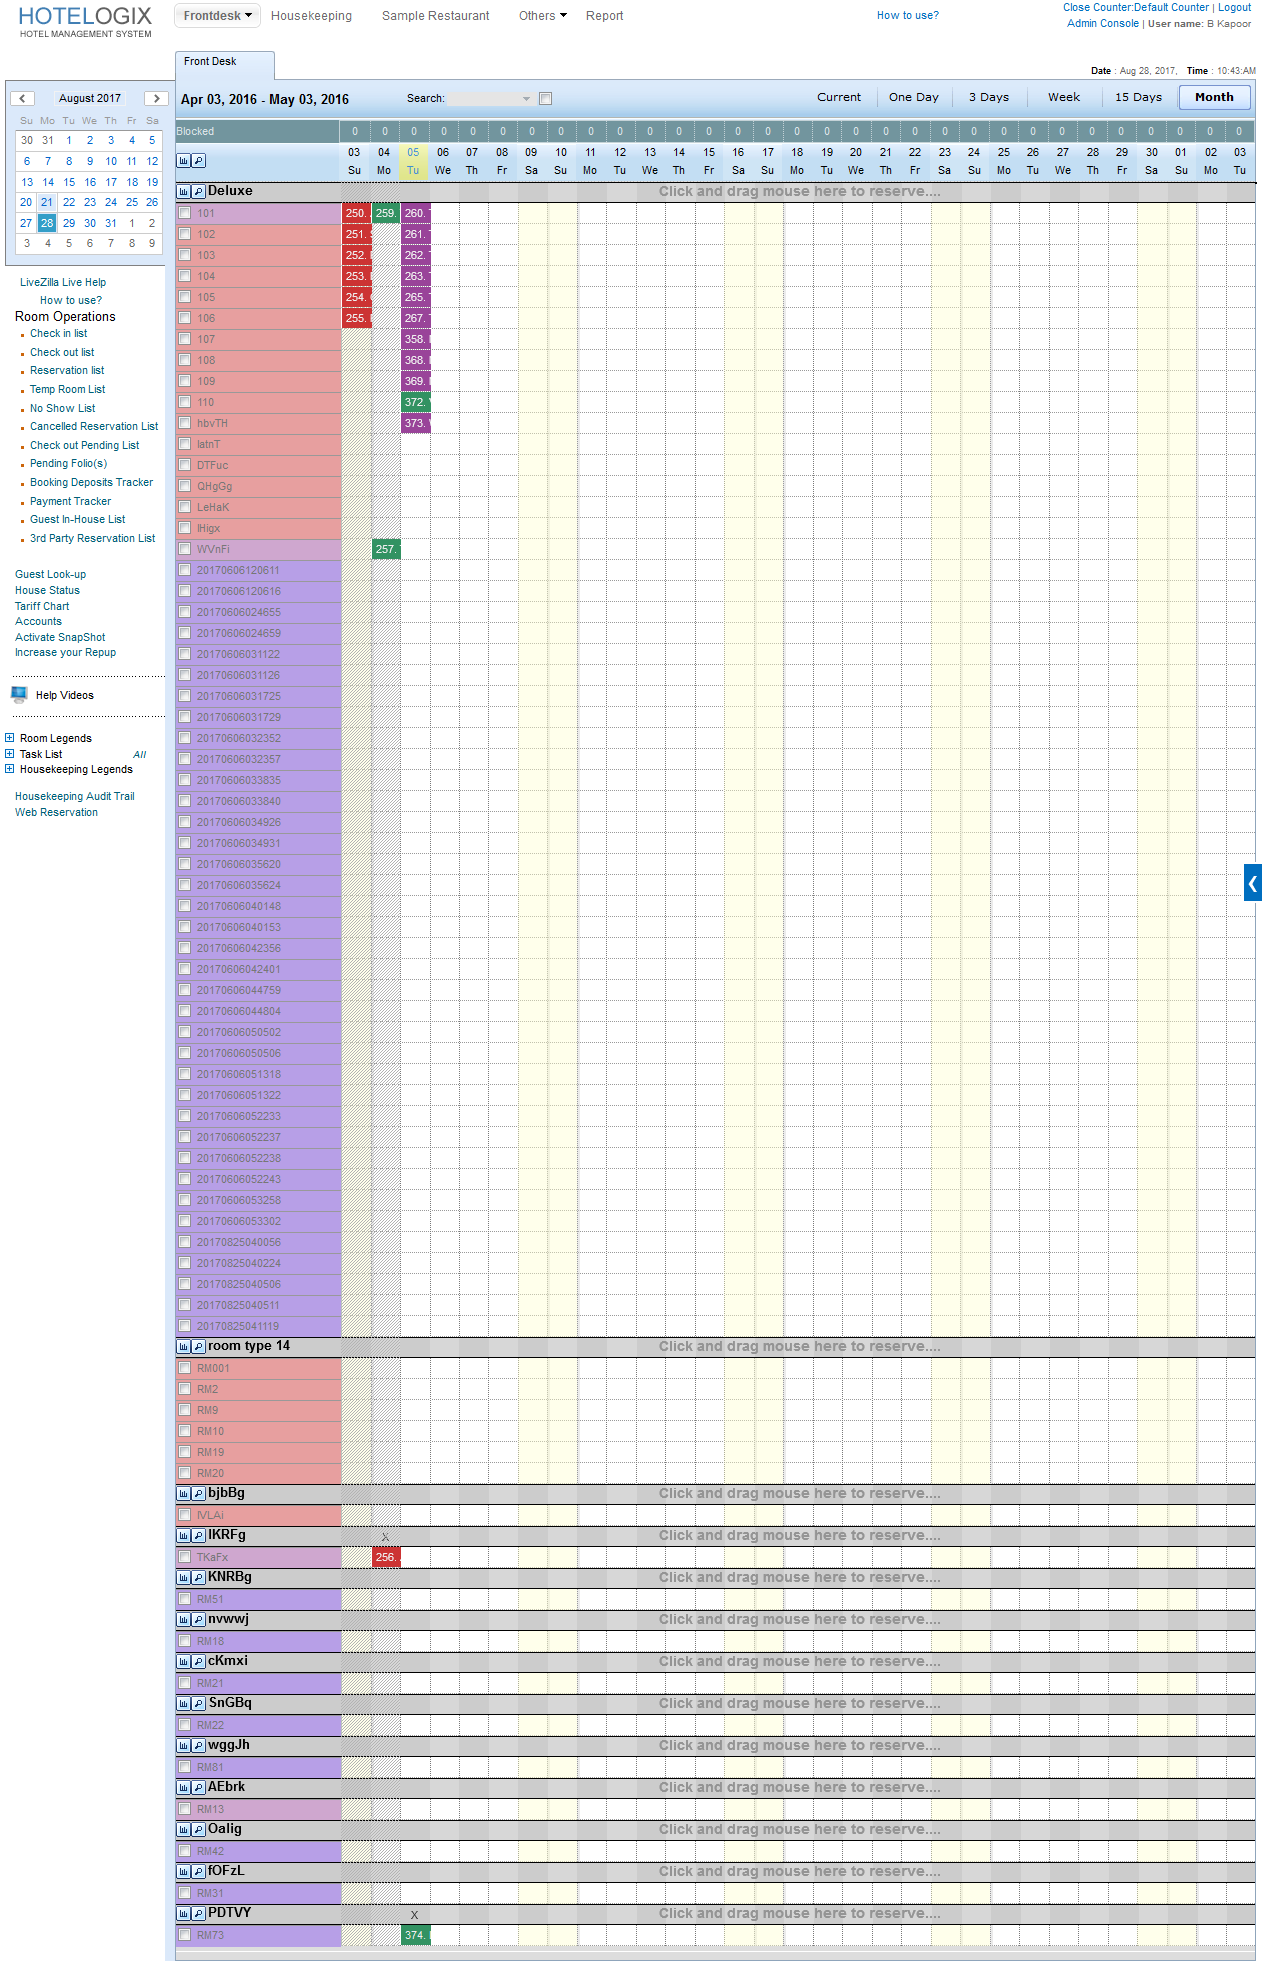 HOTELOGIX
HOTEL MANAGEMENT SYSTEM
Frontdesk Housekeeping Sample Restaurant Others Report
How to use?
Close Counter:Default Counter | Logout
Admin Console | User name: B Kapoor
Front Desk
Date : Aug 28, 2017, Time : 10:43:AM
Apr 03, 2016 - May 03, 2016 Search: Current One Day 3 Days Week 15 Days Month
August 2017
Su Mo Tu We Th Fr Sa
30 31 1 2 3 4 5
6 7 8 9 10 11 12
13 14 15 16 17 18 19
20 21 22 23 24 25 26
27 28 29 30 31 1 2
3 4 5 6 7 8 9
LiveZilla Live Help
How to use?
Room Operations
Check in list
Check out list
Reservation list
Temp Room List
No Show List
Cancelled Reservation List
Check out Pending List
Pending Folio(s)
Booking Deposits Tracker
Payment Tracker
Guest In-House List
3rd Party Reservation List
Guest Look-up
House Status
Tariff Chart
Accounts
Activate SnapShot
Increase your Repup
Help Videos
Room Legends
Task List All
Housekeeping Legends
Housekeeping Audit Trail
Web Reservation
Blocked 0 0 0 0 0 0 0 0 0 0 0 0 0 0 0 0 0 0 0 0 0 0 0 0 0 0 0 0 0 0 0
03 04 05 06 07 08 09 10 11 12 13 14 15 16 17 18 19 20 21 22 23 24 25 26 27 28 29 30 01 02 03
Su Mo Tu We Th Fr Sa Su Mo Tu We Th Fr Sa Su Mo Tu We Th Fr Sa Su Mo Tu We Th Fr Sa Su Mo Tu
Deluxe Click and drag mouse here to reserve....
101 250. 259. 260.
102 251. 261.
103 252. 262.
104 253. 263.
105 254. 265.
106 255. 267.
107 358.
108 368.
109 369.
110 372.
hbvTH 373.
IatnT
DTFuc
QHgGg
LeHaK
IHigx
WVnFi 257.
20170606120611
20170606120616
20170606024655
20170606024659
20170606031122
20170606031126
20170606031725
20170606031729
20170606032352
20170606032357
20170606033835
20170606033840
20170606034926
20170606034931
20170606035620
20170606035624
20170606040148
20170606040153
20170606042356
20170606042401
20170606044759
20170606044804
20170606050502
20170606050506
20170606051318
20170606051322
20170606052233
20170606052237
20170606052238
20170606052243
20170606053258
20170606053302
20170825040056
20170825040224
20170825040506
20170825040511
20170825041119
room type 14 Click and drag mouse here to reserve....
RM001
RM2
RM9
RM10
RM19
RM20
bjbBg Click and drag mouse here to reserve....
IVLAi
IKRFg X Click and drag mouse here to reserve....
TKaFx 256.
KNRBg Click and drag mouse here to reserve....
RM51
nvwwj Click and drag mouse here to reserve....
RM18
cKmxi Click and drag mouse here to reserve....
RM21
SnGBq Click and drag mouse here to reserve....
RM22
wggJh Click and drag mouse here to reserve....
RM81
AEbrk Click and drag mouse here to reserve....
RM13
Oalig Click and drag mouse here to reserve....
RM42
fOFzL Click and drag mouse here to reserve....
RM31
PDTVY X Click and drag mouse here to reserve....
RM73 374.